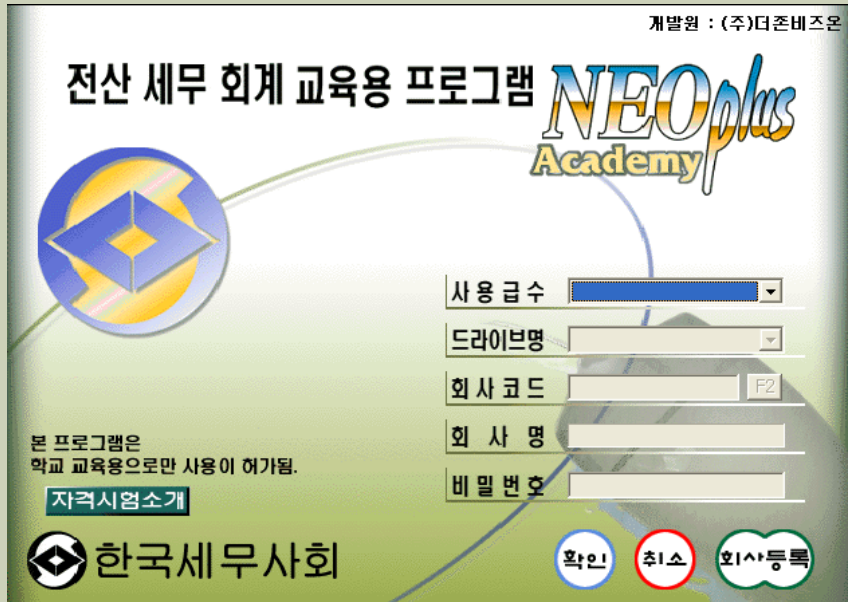 개발원 : (주)더존비즈온
전산 세무 회계 교육용 프로그램
NEO plus
Academy
사용급수
드라이브명
회사코드 F2
회 사 명
비밀번호
본 프로그램은
학교 교육용으로만 사용이 허가됨.
자격시험소개
한국세무사회
확인 취소 회사등록